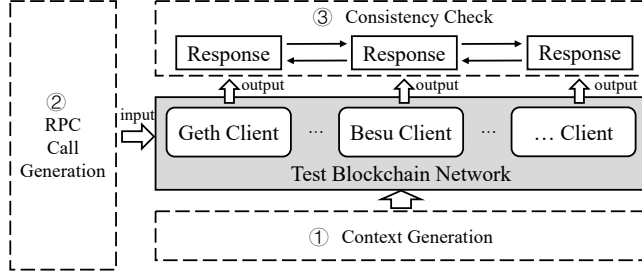 ③ Consistency Check
Response Response Response
output output output
② RPC
Call
Generation
input
Geth Client ... Besu Client ... ... Client
Test Blockchain Network
① Context Generation